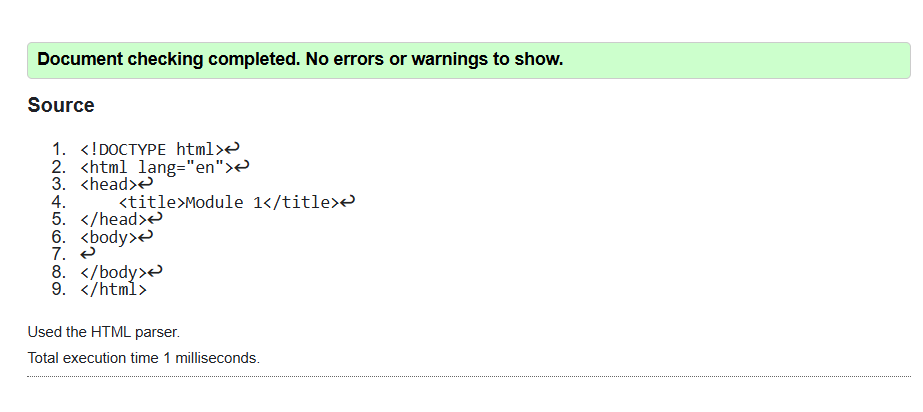 Document checking completed. No errors or warnings to show.
Source
1. <!DOCTYPE html>↩
2. <html lang="en">↩
3. <head>↩
4.     <title>Module 1</title>↩
5. </head>↩
6. <body>↩
7. ↩
8. </body>↩
9. </html>
Used the HTML parser.
Total execution time 1 milliseconds.